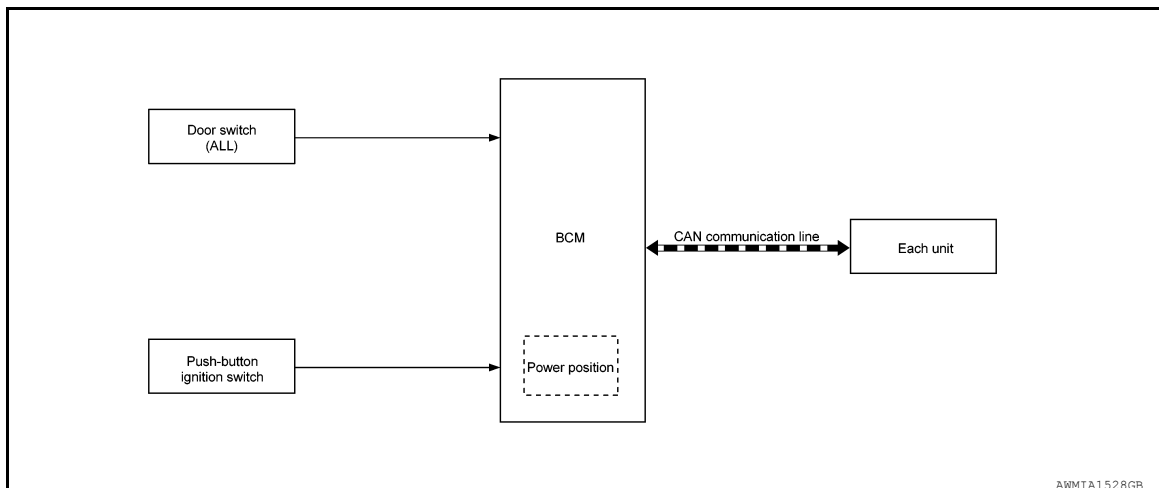 Door switch
(ALL)
BCM
CAN communication line
Each unit
Push-button
ignition switch
Power position
AWMIA1528GB